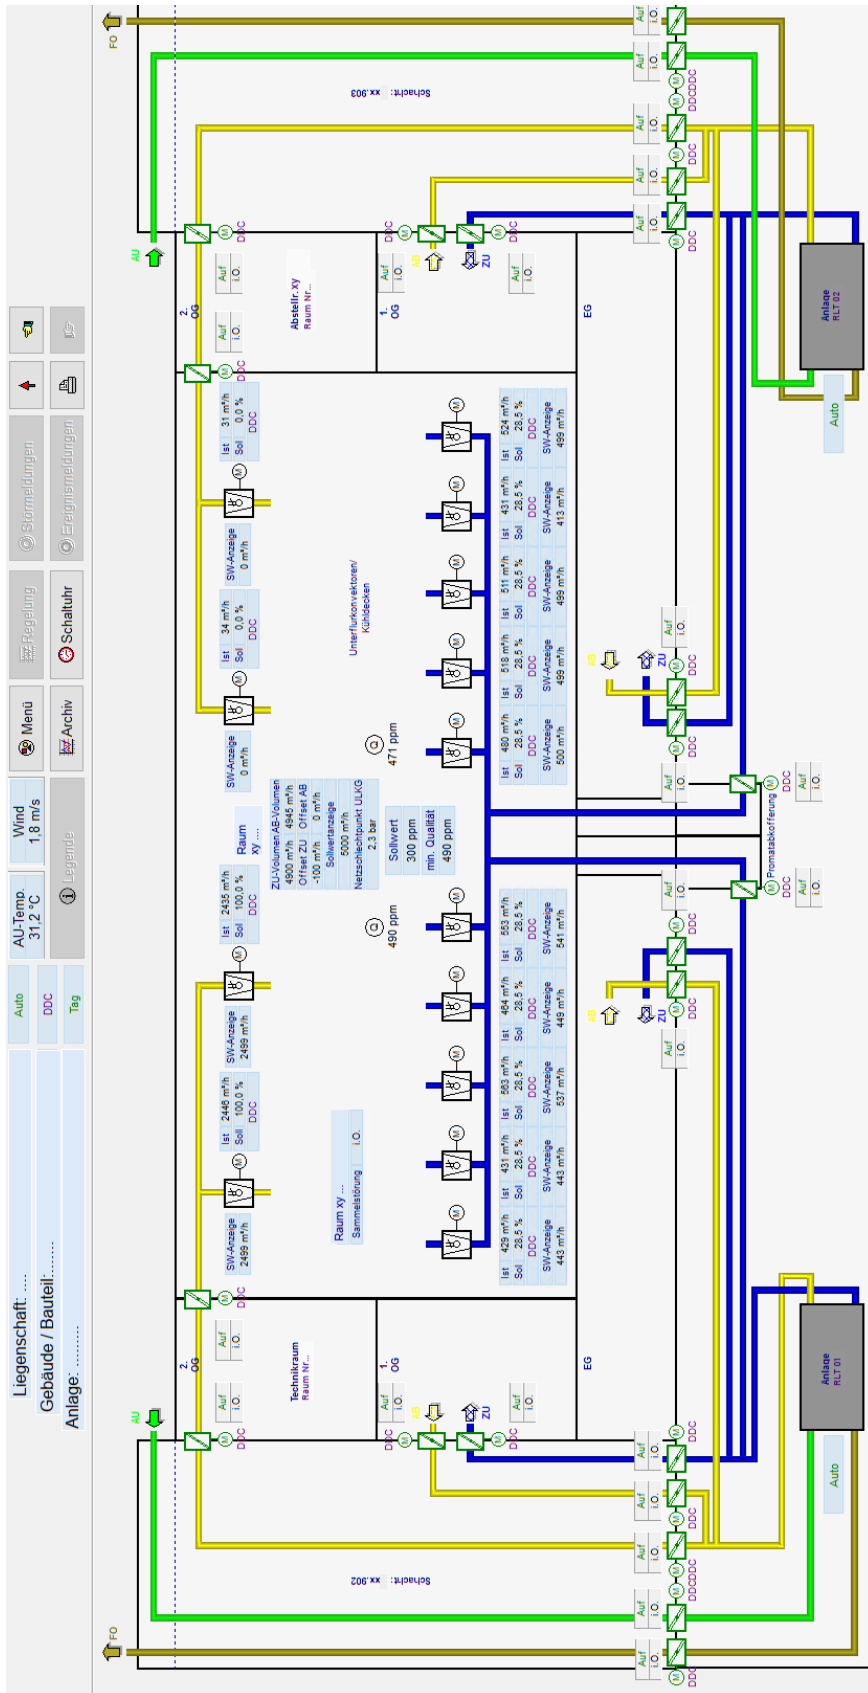 Liegenschaft: ....
Gebäude / Bauteil:........
Anlage: .........
Auto
DDC
Tag
AU-Temp.
31,2 °C
Wind
1,8 m/s
Legende
Menü
Archiv
Regelung
Schaltuhr
Störmeldungen
Ereignismeldungen
FO
AU
AU
FO
Schacht: xx.902
Schacht: xx.903
2.
OG
Technikraum
Raum Nr...
1.
OG
EG
2.
OG
Abstellr. xy
Raum Nr...
1.
OG
EG
SW-Anzeige
2499 m³/h
Ist 2446 m³/h
Soll 100,0 %
DDC
SW-Anzeige
2499 m³/h
Ist 2435 m³/h
Sol 100,0 %
DDC
Raum
xy ....
SW-Anzeige
0 m³/h
Ist 34 m³/h
Sol 0,0 %
DDC
SW-Anzeige
0 m³/h
Ist 31 m³/h
Sol 0,0 %
DDC
ZU-Volumen AB-Volumen
4900 m³/h 4945 m³/h
Offset ZU Offset AB
-100 m³/h 0 m³/h
Sollwertanzeige
5000 m³/h
Netzschlechtpunkt ULKG
2,3 bar
Raum xy ...
Sammelstörung i.O.
Unterflurkonvektoren/
Kühldecken
Q
490 ppm
Sollwert
300 ppm
min. Qualität
490 ppm
Q
471 ppm
Ist 429 m³/h
Sol 28,5 %
DDC
SW-Anzeige
443 m³/h
Ist 431 m³/h
Sol 28,5 %
DDC
SW-Anzeige
443 m³/h
Ist 563 m³/h
Sol 28,5 %
DDC
SW-Anzeige
537 m³/h
Ist 464 m³/h
Sol 28,5 %
DDC
SW-Anzeige
449 m³/h
Ist 553 m³/h
Sol 28,5 %
DDC
SW-Anzeige
541 m³/h
Ist 480 m³/h
Sol 28,5 %
DDC
SW-Anzeige
500 m³/h
Ist 518 m³/h
Sol 28,5 %
DDC
SW-Anzeige
499 m³/h
Ist 511 m³/h
Sol 28,5 %
DDC
SW-Anzeige
499 m³/h
Ist 431 m³/h
Sol 28,5 %
DDC
SW-Anzeige
413 m³/h
Ist 524 m³/h
Sol 28,5 %
DDC
SW-Anzeige
499 m³/h
AB
ZU
AB
ZU
AB
ZU
AB
ZU
Auf
i.O.
DDC
Promatabkofferung
Auto
Anlage
RLT 01
Auto
Anlage
RLT 02